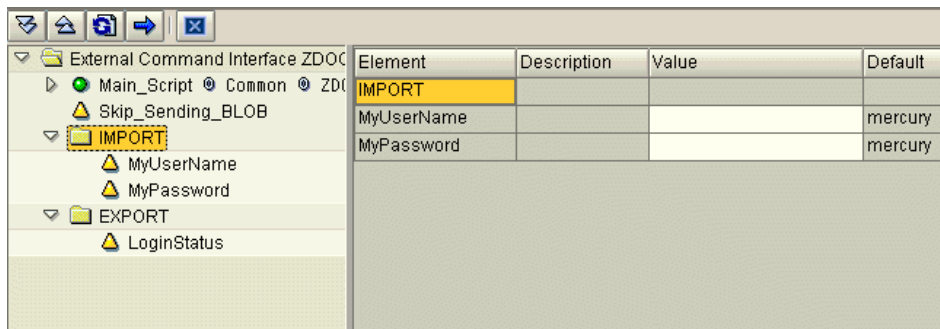 External Command Interface ZDOC
Main_Script Common ZDO
Skip_Sending_BLOB
IMPORT
MyUserName
MyPassword
EXPORT
LoginStatus
Element Description Value Default
IMPORT
MyUserName mercury
MyPassword mercury